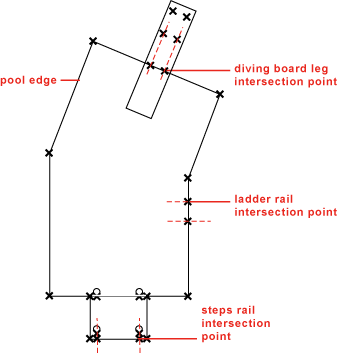 diving board leg
intersection point
pool edge
ladder rail
intersection point
steps rail
intersection
point